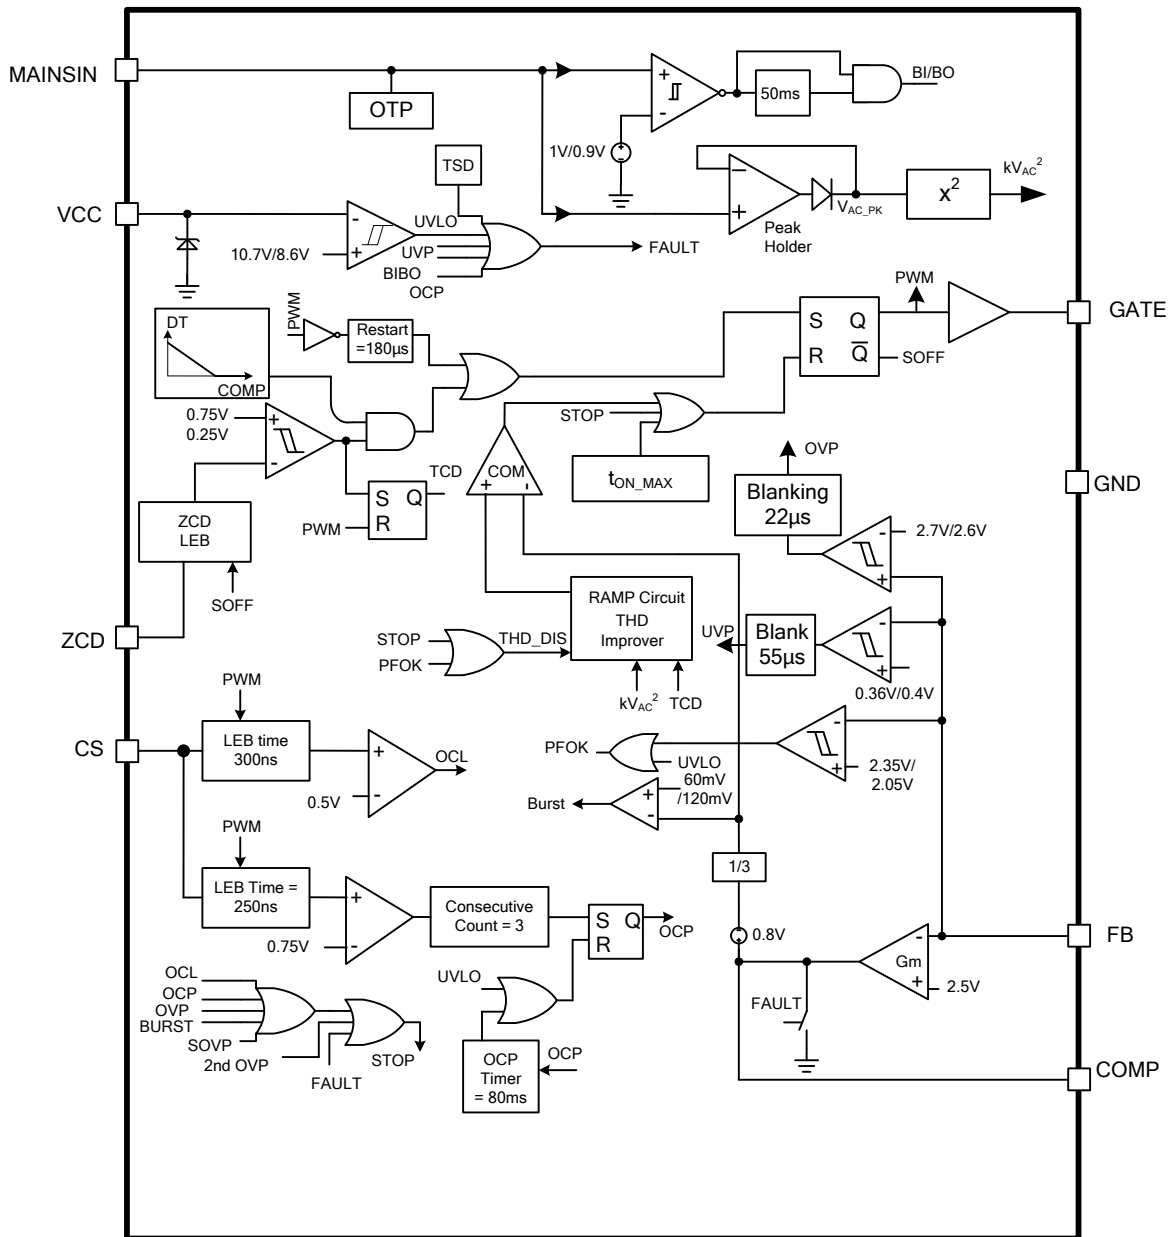 MAINSIN
OTP
+
-
1V/0.9V
50ms
BI/BO
TSD
−
+
Peak
Holder
VAC_PK
x²
kVAC²
VCC
-
+
10.7V/8.6V
UVLO
UVP
BIBO
OCP
FAULT
DT
COMP
PWM
Restart
=180µs
S Q
R Q̅
PWM
SOFF
GATE
0.75V
0.25V
+
-
STOP
tON_MAX
COM
+ -
TCD
S Q
R
PWM
ZCD
LEB
SOFF
ZCD
OVP
Blanking
22µs
2.7V/2.6V
-
+
GND
RAMP Circuit
THD
Improver
kVAC²
TCD
STOP
PFOK
THD_DIS
UVP
Blank
55µs
-
+
0.36V/0.4V
PWM
CS
LEB time
300ns
+
-
0.5V
OCL
PFOK
UVLO
-
+
2.35V/
2.05V
60mV
/120mV
+
-
Burst
1/3
PWM
LEB Time =
250ns
+
-
0.75V
Consecutive
Count = 3
S Q
R
OCP
0.8V
-
Gm
+
2.5V
FB
OCL
OCP
OVP
BURST
SOVP
2nd OVP
FAULT
STOP
UVLO
OCP
Timer
= 80ms
OCP
FAULT
COMP